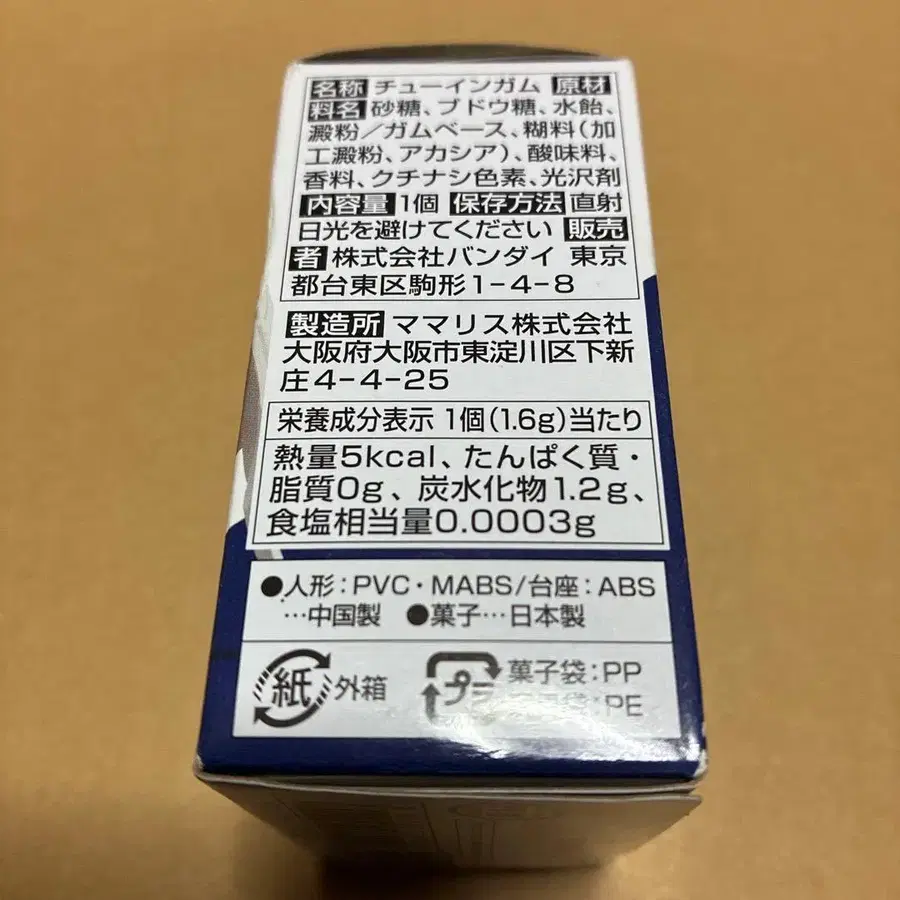 名称 チューインガム 原材
料名 砂糖、ブドウ糖、水飴、
澱粉／ガムベース、糊料(加
工澱粉、アカシア)、酸味料、
香料、クチナシ色素、光沢剤
内容量 1個 保存方法 直射
日光を避けてください 販売
者 株式会社バンダイ 東京
都台東区駒形1-4-8
製造所 ママリス株式会社
大阪府大阪市東淀川区下新
庄4-4-25
栄養成分表示 1個(1.6g)当たり
熱量5kcal、たんぱく質・
脂質0g、炭水化物1.2g、
食塩相当量0.0003g
●人形:PVC・MABS/台座:ABS
…中国製 ●菓子…日本製
紙 外箱
プラ 菓子袋:PP
:PE